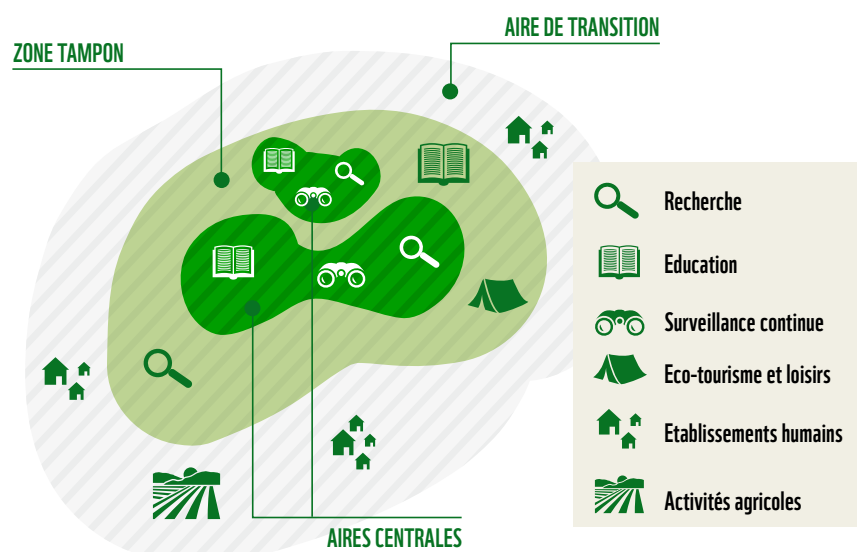 AIRE DE TRANSITION
ZONE TAMPON
Recherche
Education
Surveillance continue
Eco-tourisme et loisirs
Etablissements humains
Activités agricoles
AIRES CENTRALES